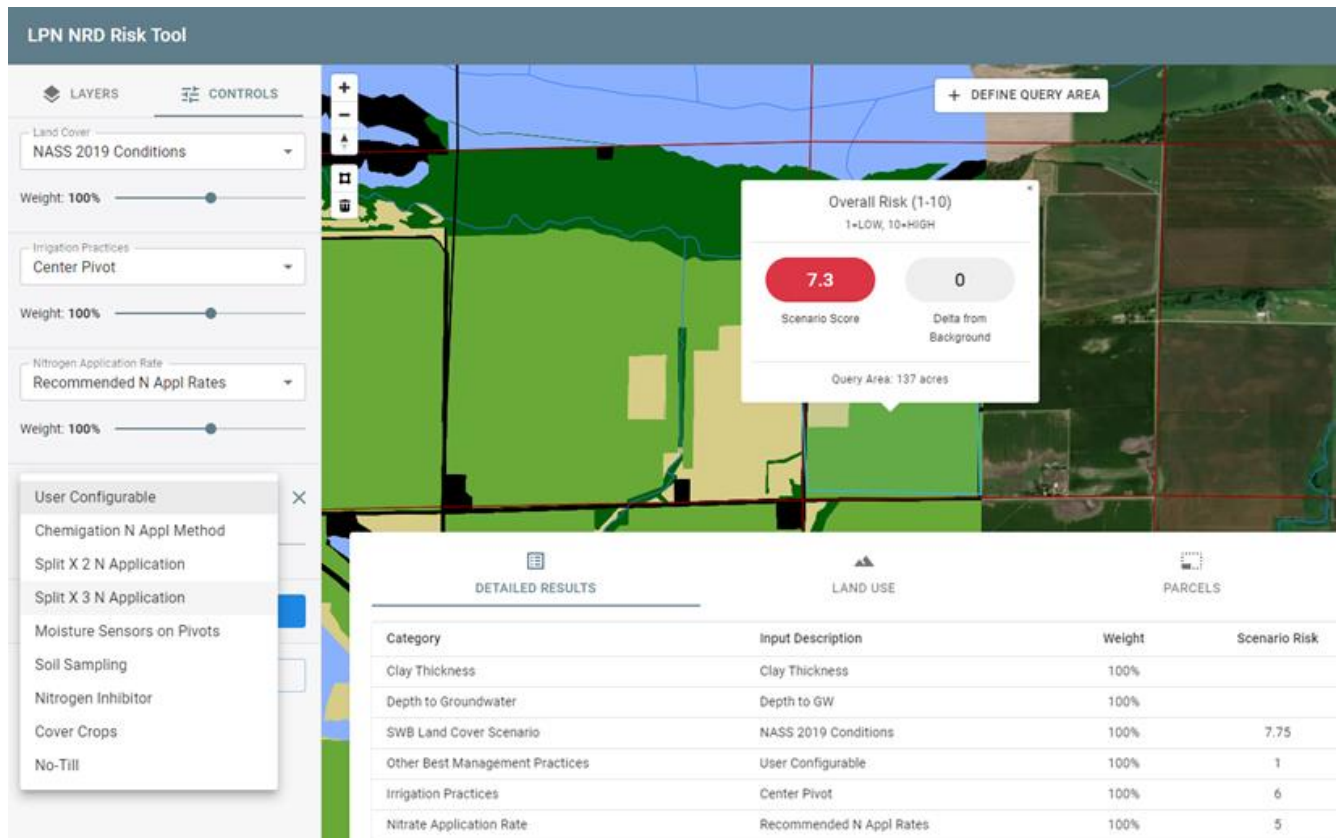 LPN NRD Risk Tool
LAYERS
CONTROLS
Land Cover
NASS 2019 Conditions
Weight: 100%
Irrigation Practices
Center Pivot
Weight: 100%
Nitrogen Application Rate
Recommended N Appl Rates
Weight: 100%
User Configurable
Chemigation N Appl Method
Split X 2 N Application
Split X 3 N Application
Moisture Sensors on Pivots
Soil Sampling
Nitrogen Inhibitor
Cover Crops
No-Till
+ DEFINE QUERY AREA
Overall Risk (1-10)
1=LOW, 10=HIGH
7.3
0
Scenario Score
Delta from
Background
Query Area: 137 acres
DETAILED RESULTS
LAND USE
PARCELS
Category Input Description Weight Scenario Risk
Clay Thickness Clay Thickness 100%
Depth to Groundwater Depth to GW 100%
SWB Land Cover Scenario NASS 2019 Conditions 100% 7.75
Other Best Management Practices User Configurable 100% 1
Irrigation Practices Center Pivot 100% 6
Nitrate Application Rate Recommended N Appl Rates 100% 5